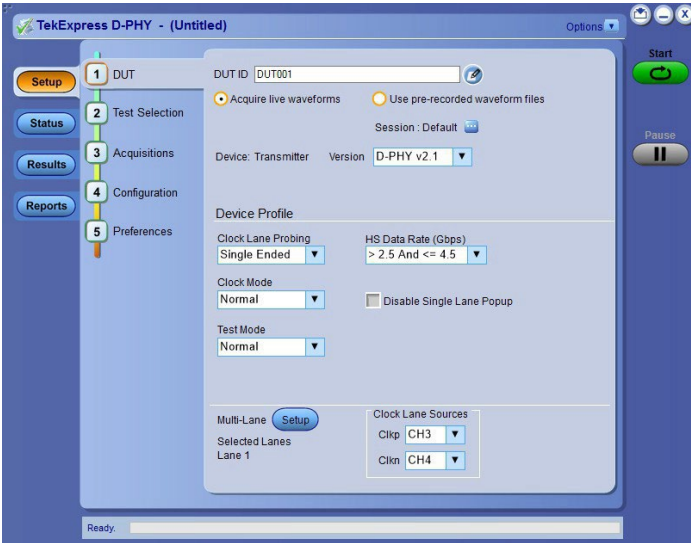 TekExpress D-PHY - (Untitled)
Options
Start
Pause
Setup
Status
Results
Reports
1 DUT
2 Test Selection
3 Acquisitions
4 Configuration
5 Preferences
DUT ID DUT001
Acquire live waveforms Use pre-recorded waveform files
Session : Default
Device: Transmitter Version D-PHY v2.1
Device Profile
Clock Lane Probing HS Data Rate (Gbps)
Single Ended > 2.5 And <= 4.5
Clock Mode
Normal Disable Single Lane Popup
Test Mode
Normal
Multi-Lane Setup Clock Lane Sources
Selected Lanes Clkp CH3
Lane 1 Clkn CH4
Ready.